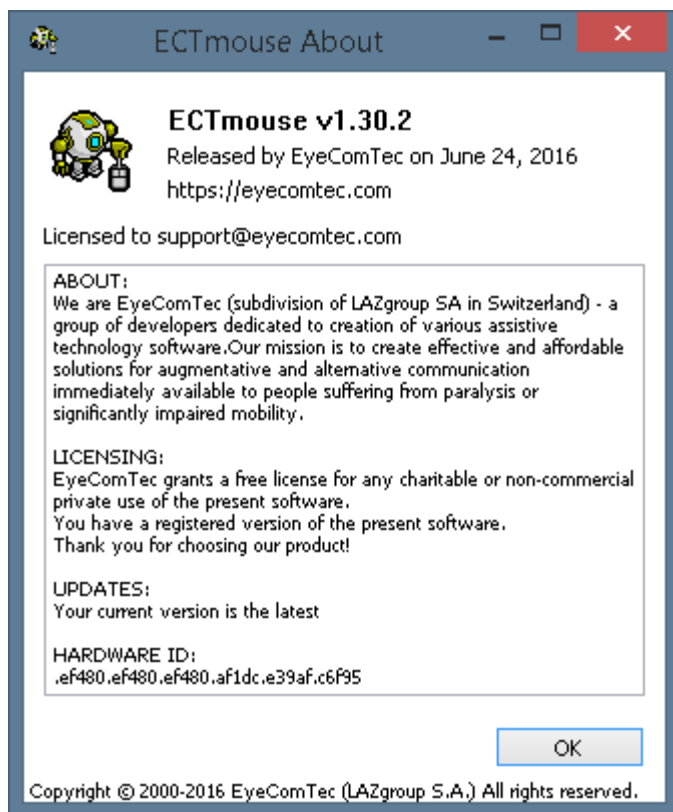 ECTmouse About
ECTmouse v1.30.2
Released by EyeComTec on June 24, 2016
https://eyecomtec.com
Licensed to support@eyecomtec.com
ABOUT:
We are EyeComTec (subdivision of LAZgroup SA in Switzerland) - a
group of developers dedicated to creation of various assistive
technology software.Our mission is to create effective and affordable
solutions for augmentative and alternative communication
immediately available to people suffering from paralysis or
significantly impaired mobility.
LICENSING:
EyeComTec grants a free license for any charitable or non-commercial
private use of the present software.
You have a registered version of the present software.
Thank you for choosing our product!
UPDATES:
Your current version is the latest
HARDWARE ID:
.ef480.ef480.ef480.af1dc.e39af.c6f95
OK
Copyright © 2000-2016 EyeComTec (LAZgroup S.A.) All rights reserved.